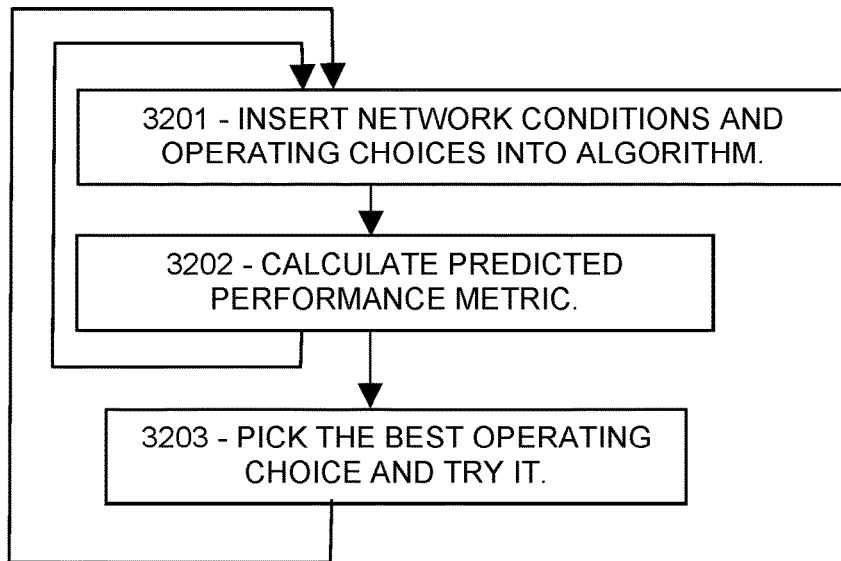 3201 - INSERT NETWORK CONDITIONS AND
OPERATING CHOICES INTO ALGORITHM.
3202 - CALCULATE PREDICTED
PERFORMANCE METRIC.
3203 - PICK THE BEST OPERATING
CHOICE AND TRY IT.